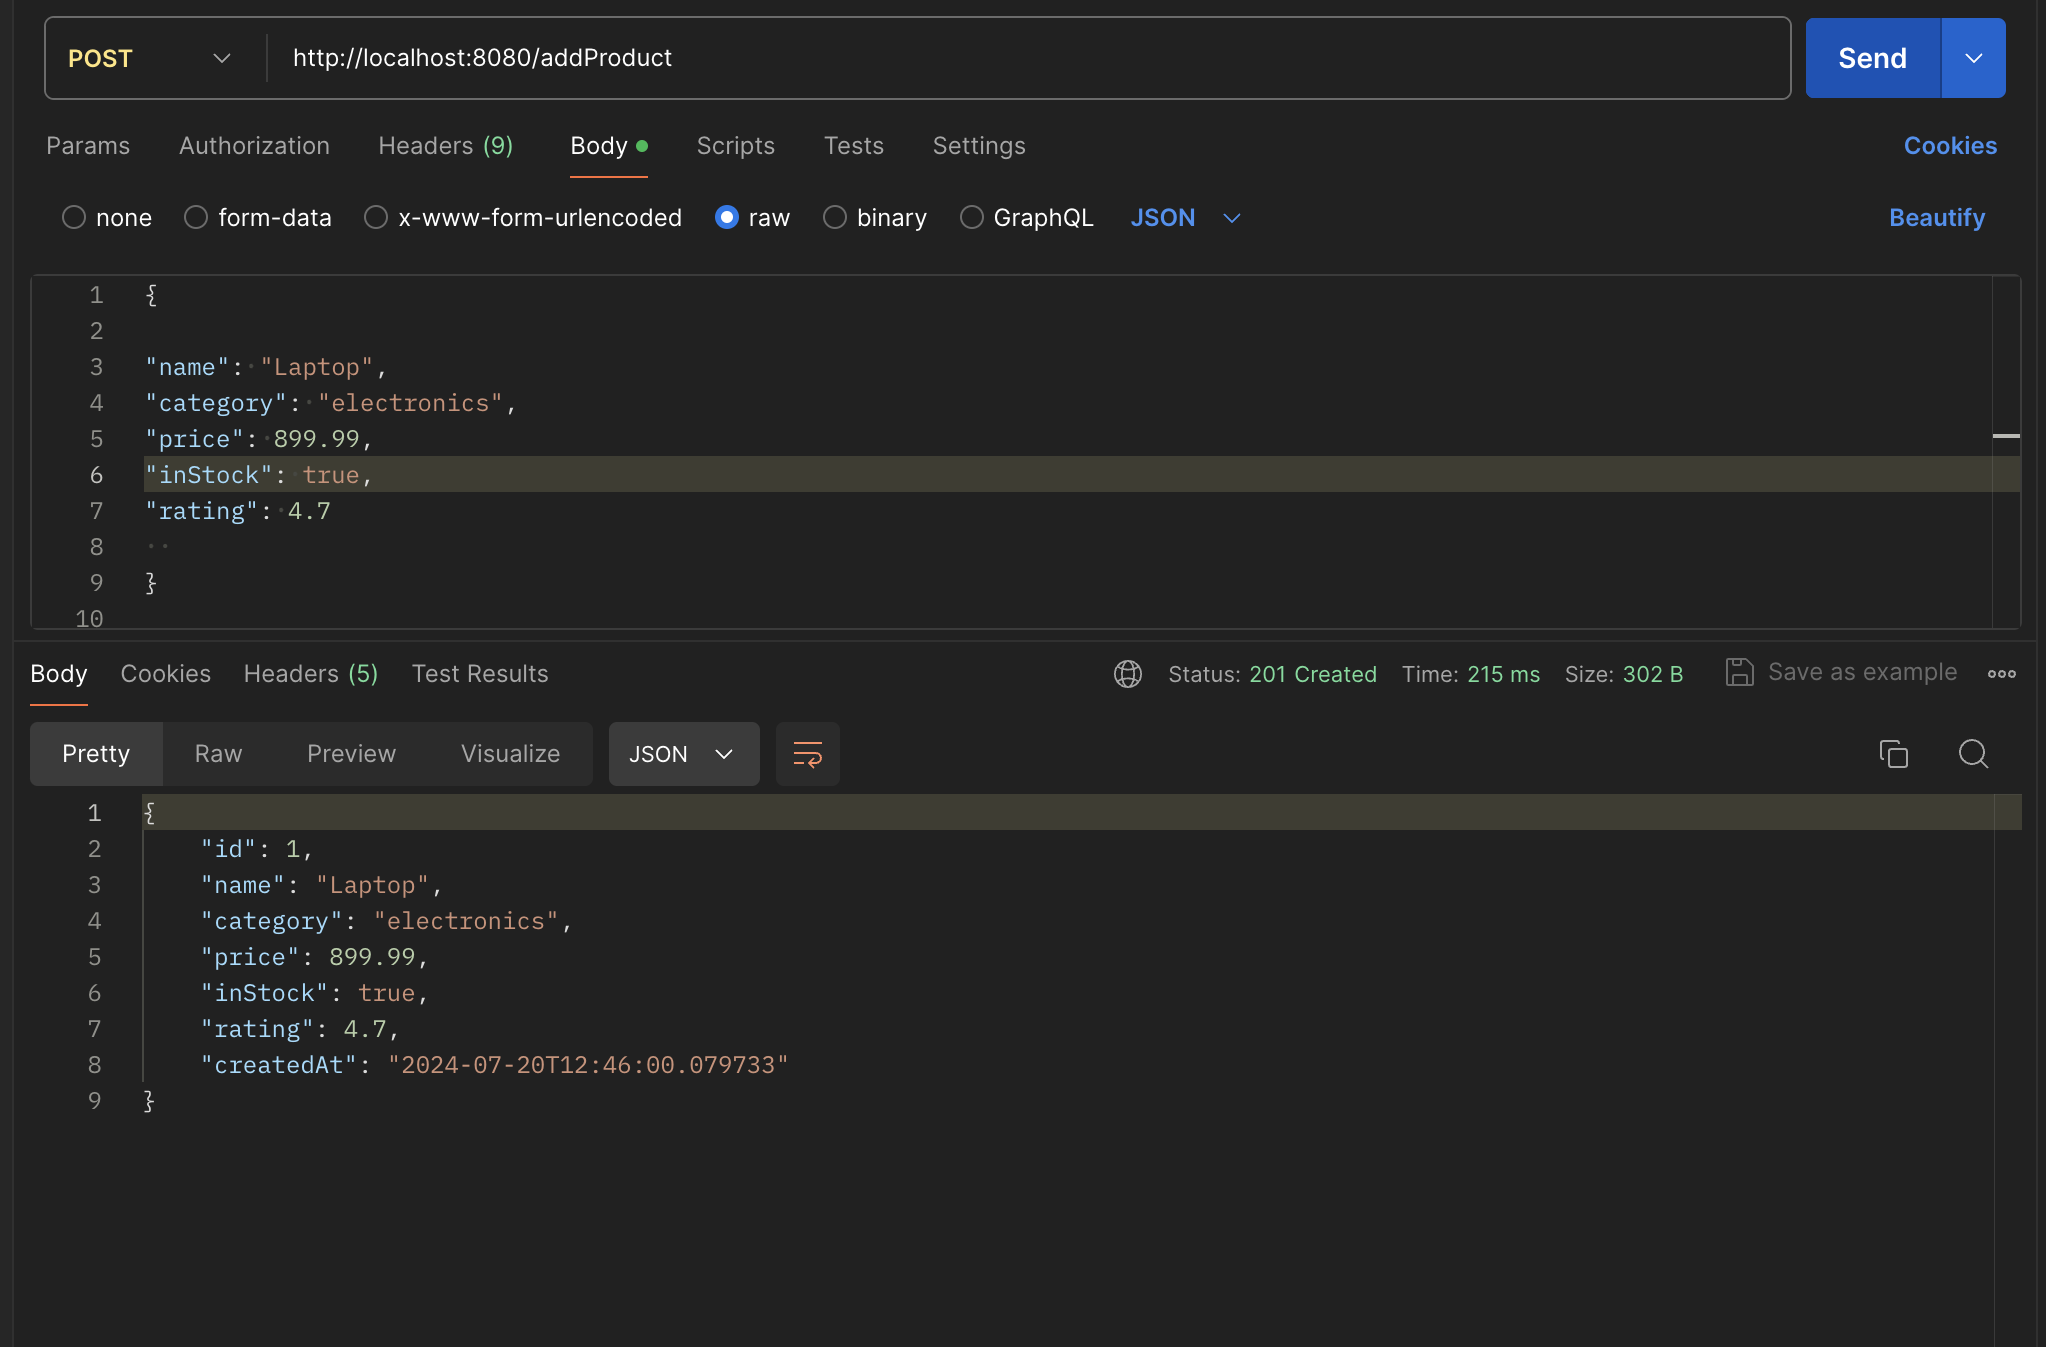 POST http://localhost:8080/addProduct Send
Params Authorization Headers (9) Body Scripts Tests Settings Cookies
none form-data x-www-form-urlencoded raw binary GraphQL JSON Beautify
1 {
2
3 "name": "Laptop",
4 "category": "electronics",
5 "price": 899.99,
6 "inStock": true,
7 "rating": 4.7
8
9 }
10
Body Cookies Headers (5) Test Results Status: 201 Created Time: 215 ms Size: 302 B Save as example
Pretty Raw Preview Visualize JSON
1 {
2 "id": 1,
3 "name": "Laptop",
4 "category": "electronics",
5 "price": 899.99,
6 "inStock": true,
7 "rating": 4.7,
8 "createdAt": "2024-07-20T12:46:00.079733"
9 }